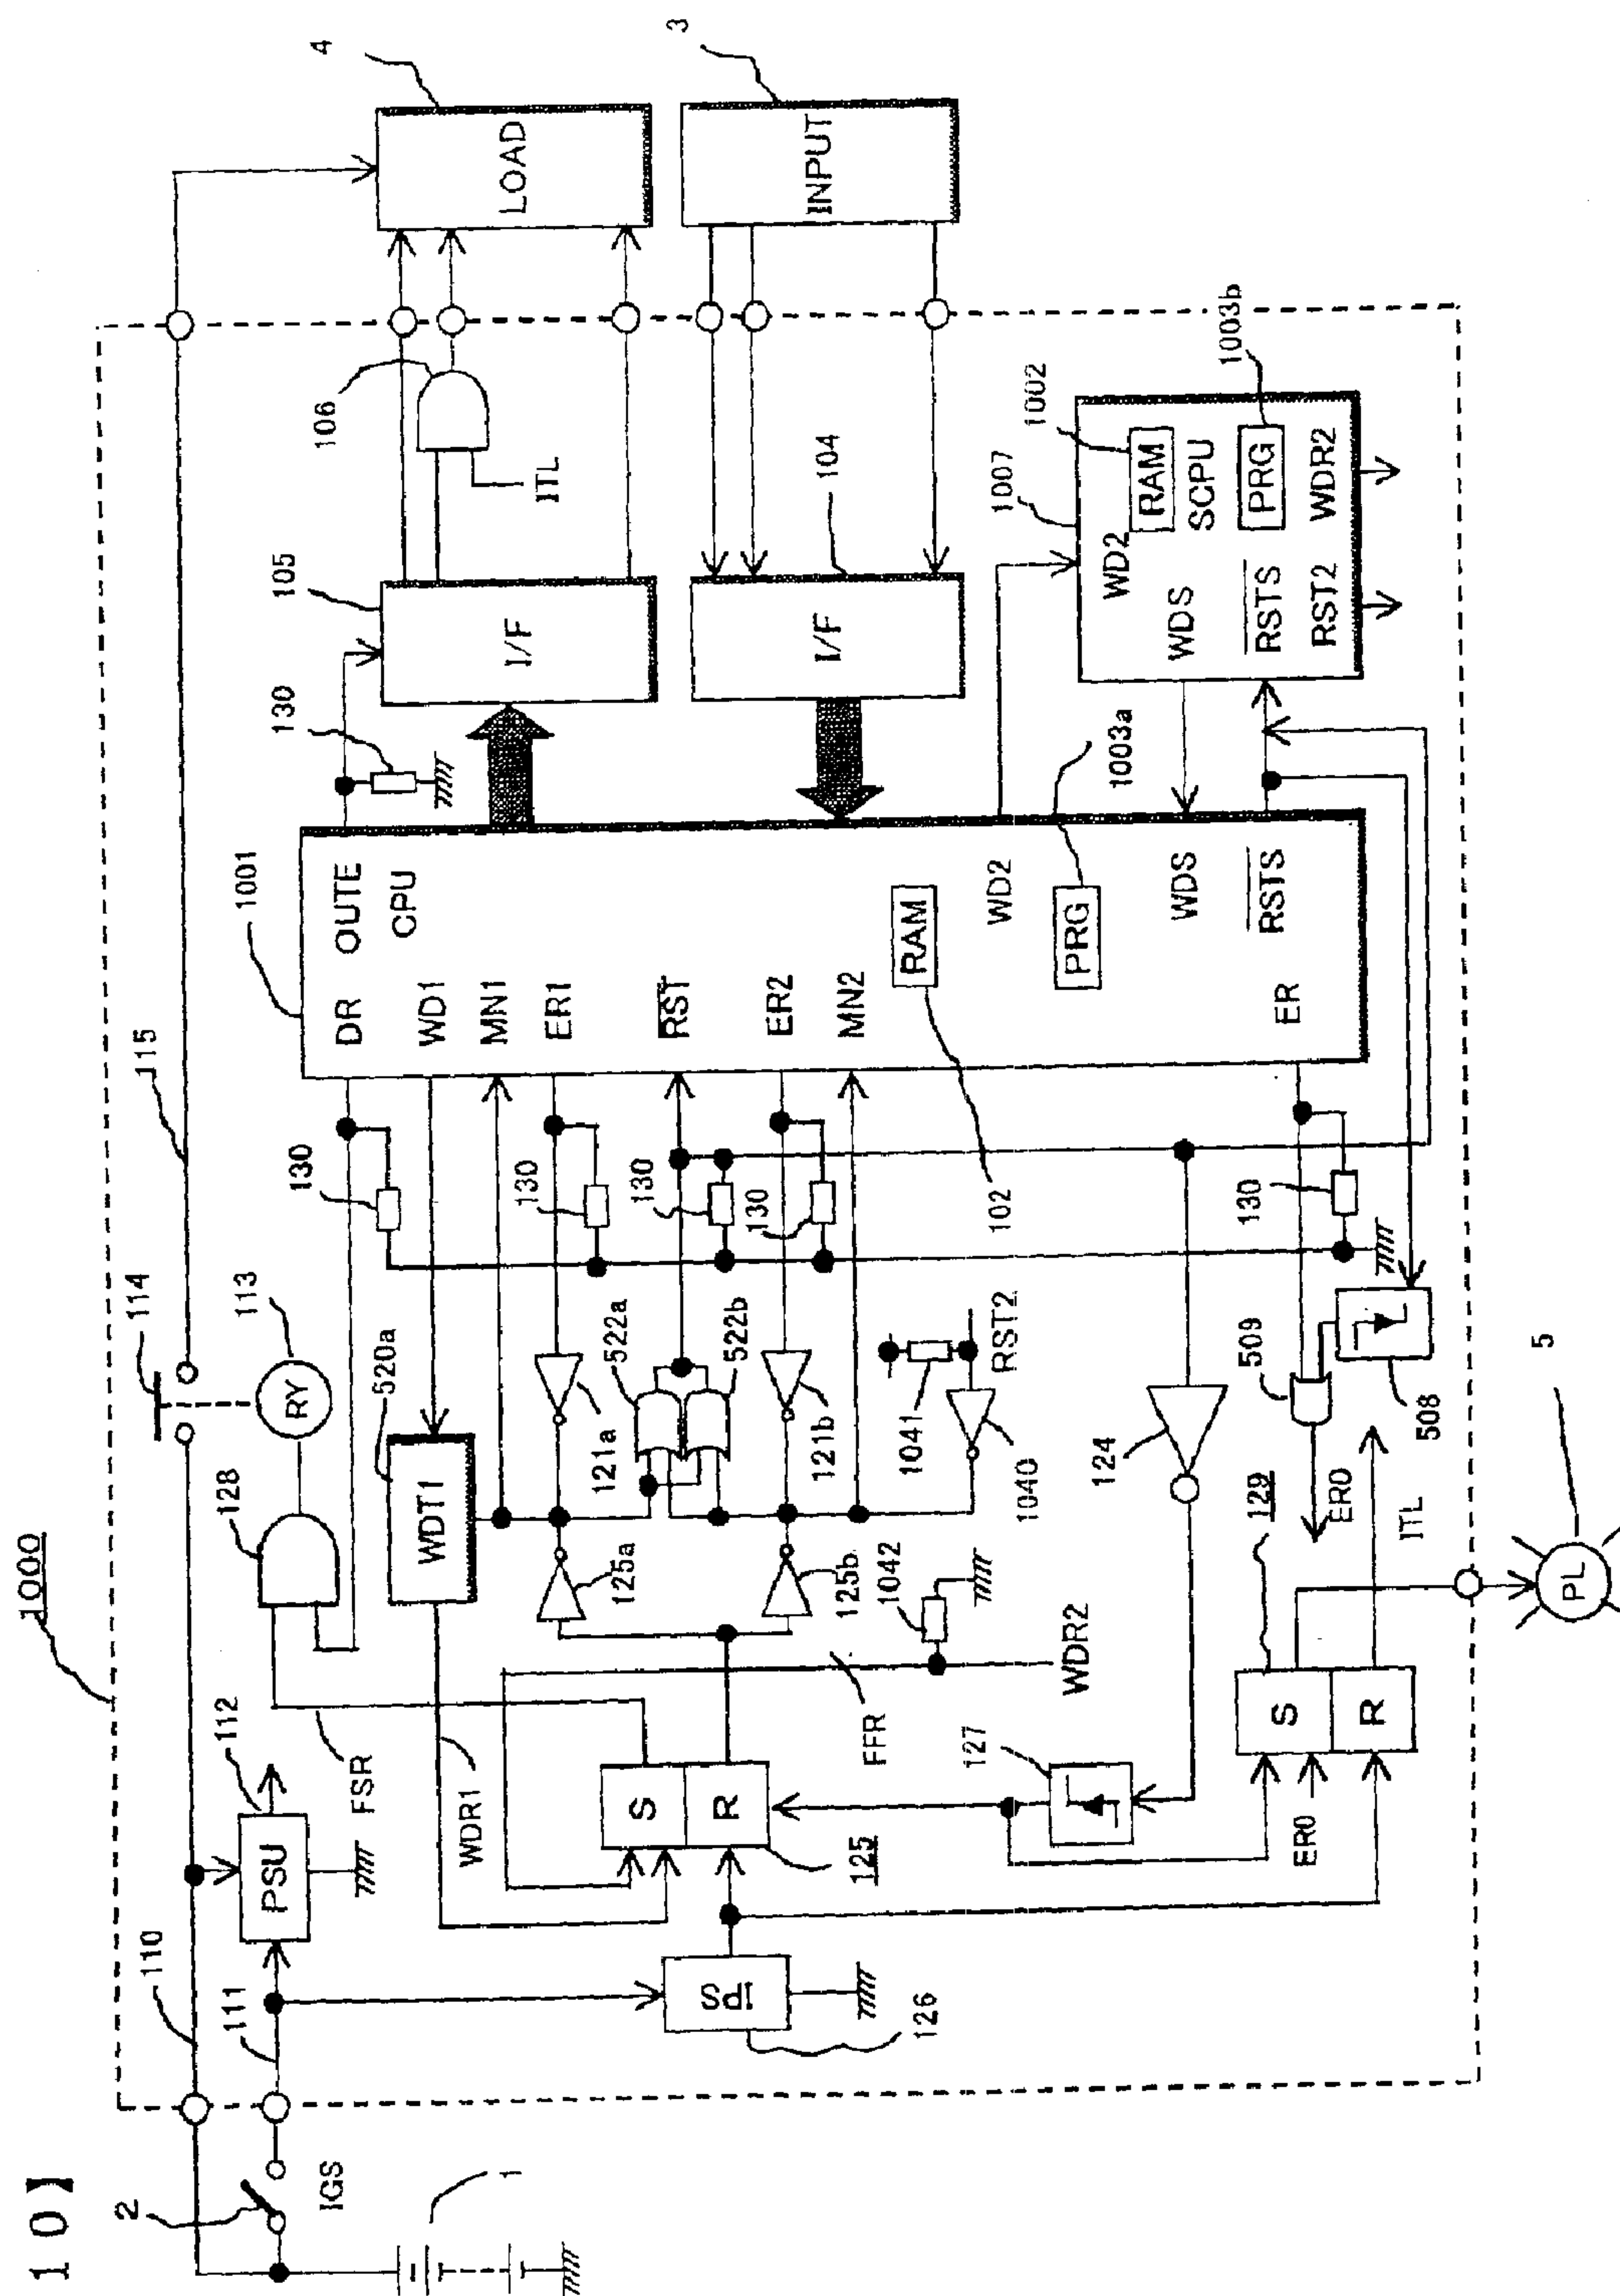 10】
1000
2
IGS
1
110
111
112
PSU
FSR
WDR1
128
114
113
RY
115
130
520a
WDT1
1001
DR OUTE
CPU
WD1
MN1
ER1
RST
ER2
MN2
RAM
102
WD2
PRG
1003a
WDS
RSTS
ER
130
105
I/F
106
ITL
4
LOAD
3
INPUT
104
I/F
1007
1002
1003b
WD2
RAM
SCPU
WDS
PRG
RSTS
RST2 WDR2
130
130
130
130
121a
522a
522b
121b
1041
RST2
1040
125a
125b
1042
WDR2
FFR
S
R
125
127
IPS
126
124
509
508
ER0
129
ITL
S
R
ER0
5
PL